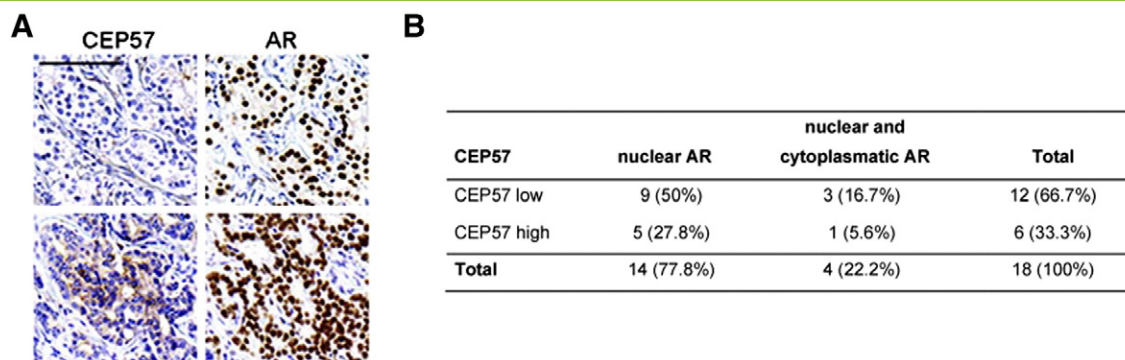 A
CEP57 AR
B
nuclear and
CEP57 nuclear AR cytoplasmatic AR Total
CEP57 low 9 (50%) 3 (16.7%) 12 (66.7%)
CEP57 high 5 (27.8%) 1 (5.6%) 6 (33.3%)
Total 14 (77.8%) 4 (22.2%) 18 (100%)